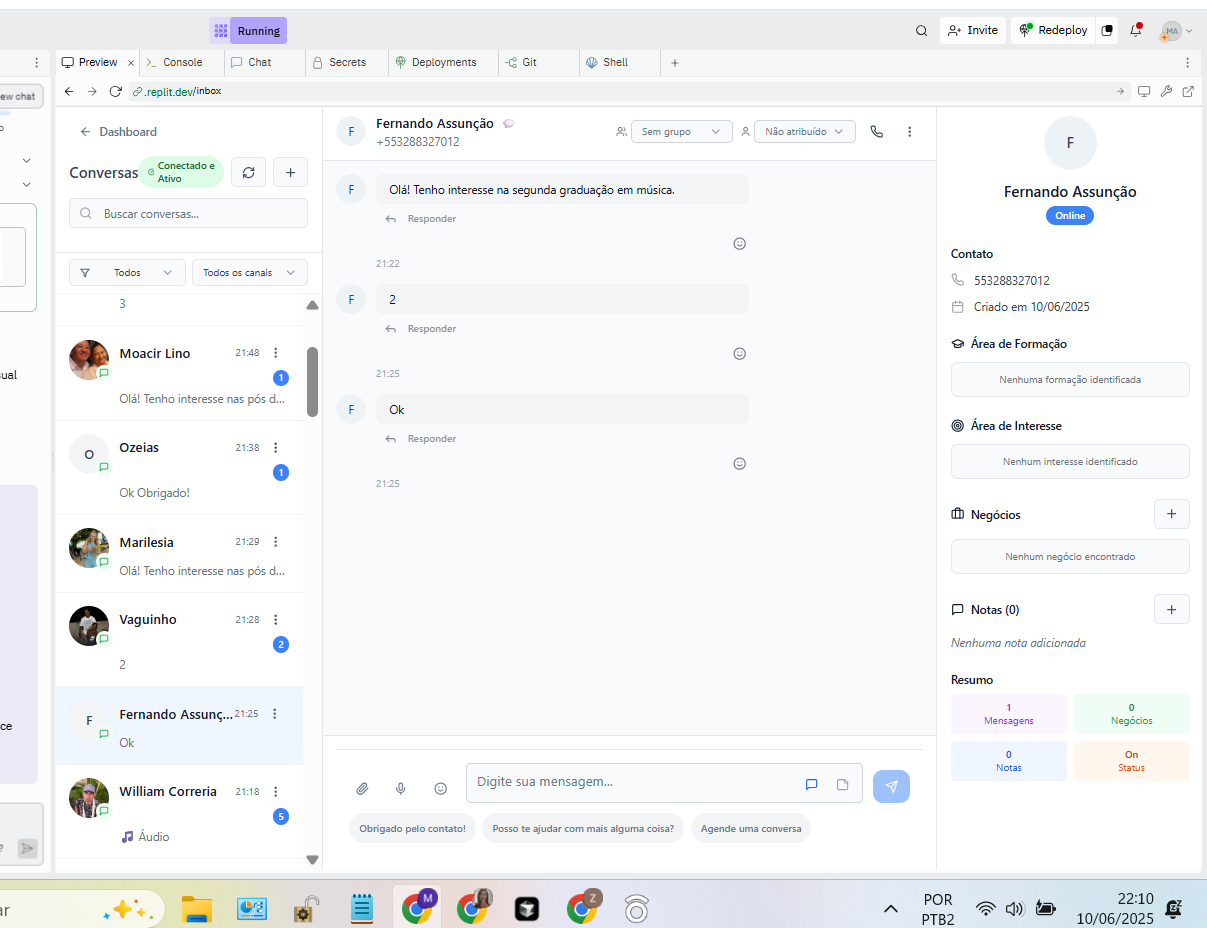 Running
Invite
Redeploy
MA
ew chat
Preview
Console
Chat
Secrets
Deployments
Git
Shell
.replit.dev/inbox
Dashboard
Conversas
Conectado e
Ativo
Buscar conversas...
Todos
Todos os canais
3
Moacir Lino
21:48
1
Olá! Tenho interesse nas pós d...
O
Ozeias
21:38
1
Ok Obrigado!
Marilesia
21:29
Olá! Tenho interesse nas pós d...
Vaguinho
21:28
2
2
F
Fernando Assunç...
21:25
Ok
William Correria
21:18
5
Áudio
sual
ce
?
F
Fernando Assunção
+553288327012
Sem grupo
Não atribuído
F
Olá! Tenho interesse na segunda graduação em música.
Responder
21:22
F
2
Responder
21:25
F
Ok
Responder
21:25
Digite sua mensagem...
Obrigado pelo contato!
Posso te ajudar com mais alguma coisa?
Agende uma conversa
F
Fernando Assunção
Online
Contato
553288327012
Criado em 10/06/2025
Área de Formação
Nenhuma formação identificada
Área de Interesse
Nenhum interesse identificado
Negócios
Nenhum negócio encontrado
Notas (0)
Nenhuma nota adicionada
Resumo
1
Mensagens
0
Negócios
0
Notas
On
Status
ar
M
Z
POR
PTB2
22:10
10/06/2025